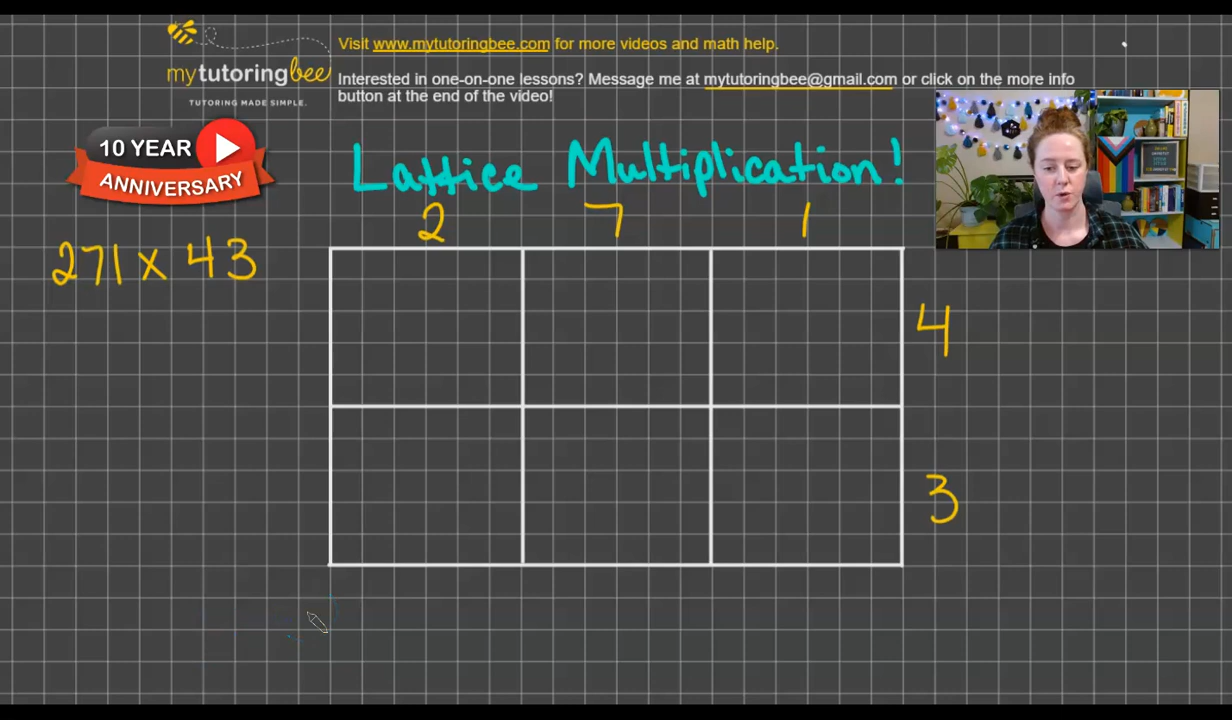 Visit www.mytutoringbee.com for more videos and math help.
mytutoringbee
TUTORING MADE SIMPLE.
Interested in one-on-one lessons? Message me at mytutoringbee@gmail.com or click on the more info
button at the end of the video!
10 YEAR
ANNIVERSARY
Lattice Multiplication!
2 7 1
271 x 43
4
3